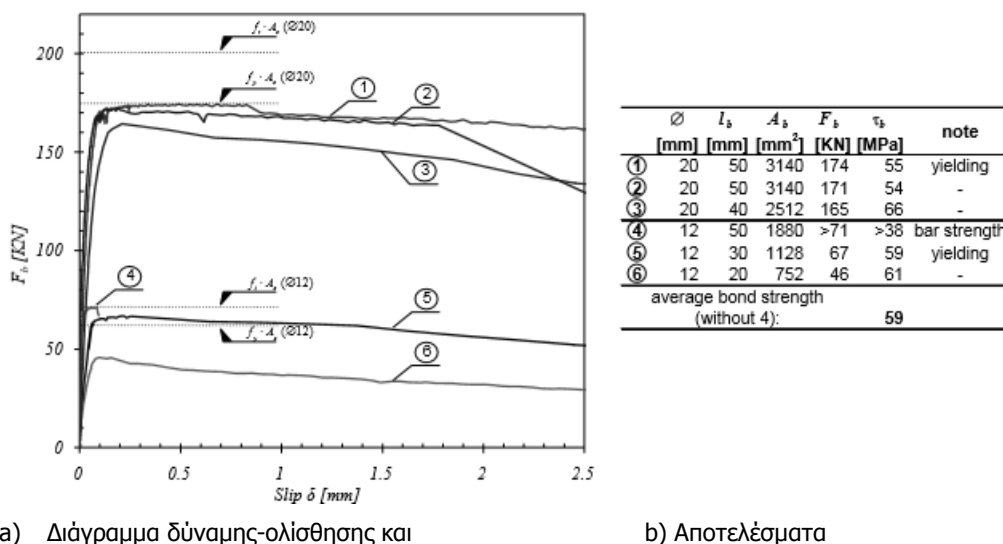 f_t · A_s (Ø20)
200
f_y · A_s (Ø20)
① ②
150
③
100
F_b [KN]
④
f_t · A_s (Ø12)
⑤
f_y · A_s (Ø12)
50
⑥
0
0 0.5 1 1.5 2 2.5
Slip δ [mm]
Ø l_b A_b F_b τ_b note
[mm] [mm] [mm²] [KN] [MPa]
① 20 50 3140 174 55 yielding
② 20 50 3140 171 54 -
③ 20 40 2512 165 66 -
④ 12 50 1880 >71 >38 bar strength
⑤ 12 30 1128 67 59 yielding
⑥ 12 20 752 46 61 -
average bond strength
(without 4): 59
a) Διάγραμμα δύναμης-ολίσθησης και
b) Αποτελέσματα